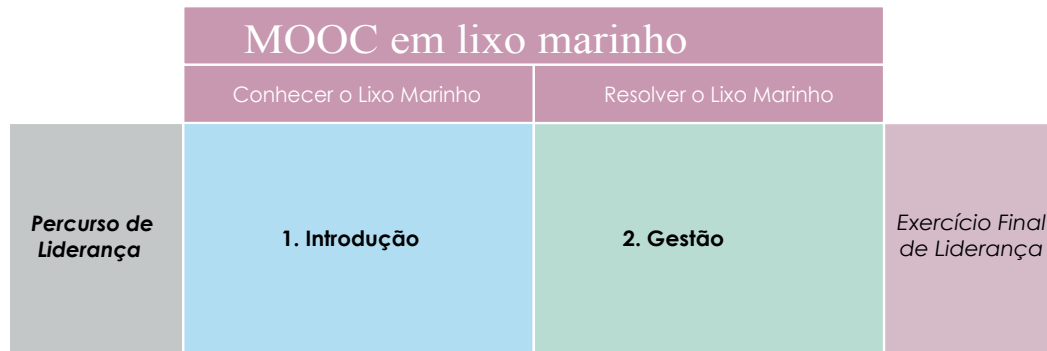 MOOC em lixo marinho
Conhecer o Lixo Marinho
Resolver o Lixo Marinho
Percurso de
Liderança
1. Introdução
2. Gestão
Exercício Final
de Liderança